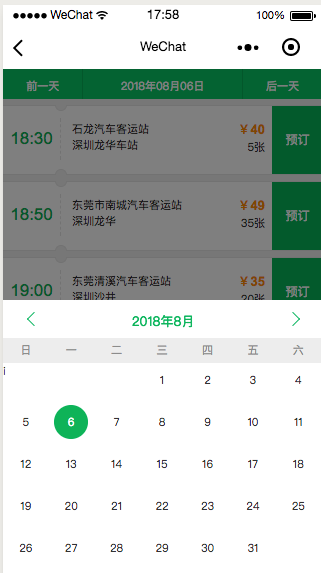 WeChat 17:58 100%
WeChat
前一天 2018年08月06日 后一天
18:30 石龙汽车客运站 ¥40 预订
深圳龙华车站 5张
18:50 东莞市南城汽车客运站 ¥49 预订
深圳龙华 35张
19:00 东莞清溪汽车客运站 ¥35 预订
深圳沙井 20张
2018年8月
日 一 二 三 四 五 六
1 2 3 4
5 6 7 8 9 10 11
12 13 14 15 16 17 18
19 20 21 22 23 24 25
26 27 28 29 30 31